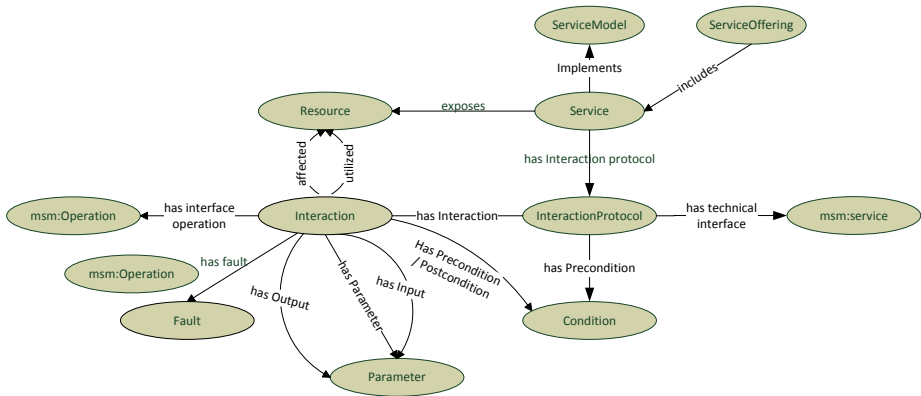 ServiceModel
ServiceOffering
Implements
includes
Resource
exposes
Service
affected
utilized
has Interaction protocol
msm:Operation
has interface
operation
Interaction
has Interaction
InteractionProtocol
has technical
interface
msm:service
has fault
Has Precondition
/ Postcondition
has Precondition
msm:Operation
has Output
has Parameter
has Input
Fault
Condition
Parameter